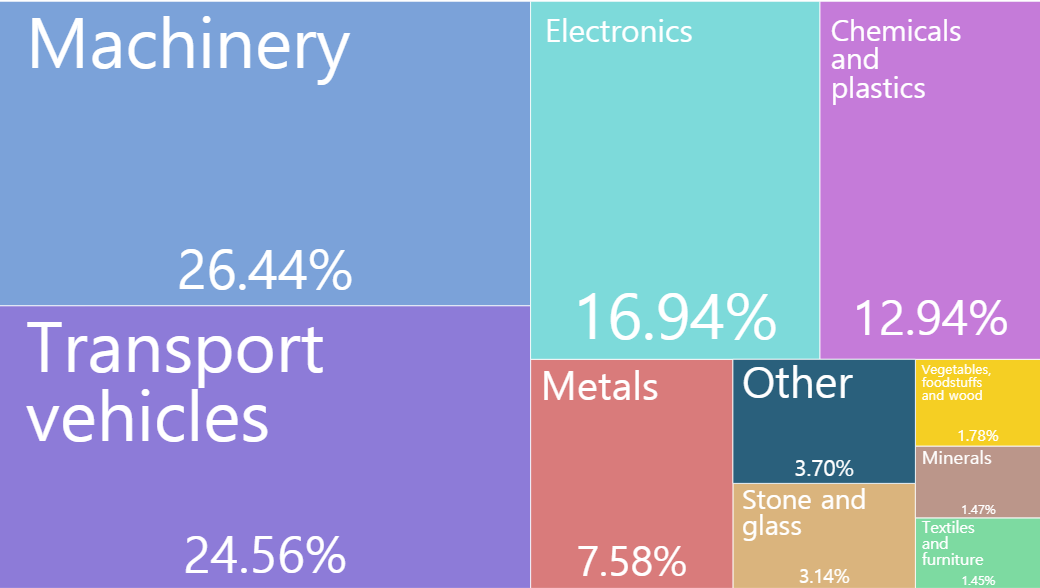 Machinery
26.44%
Transport
vehicles
24.56%
Electronics
16.94%
Chemicals
and
plastics
12.94%
Metals
7.58%
Other
3.70%
Stone and
glass
3.14%
Vegetables,
foodstuffs
and wood
1.78%
Minerals
1.47%
Textiles
and
furniture
1.45%